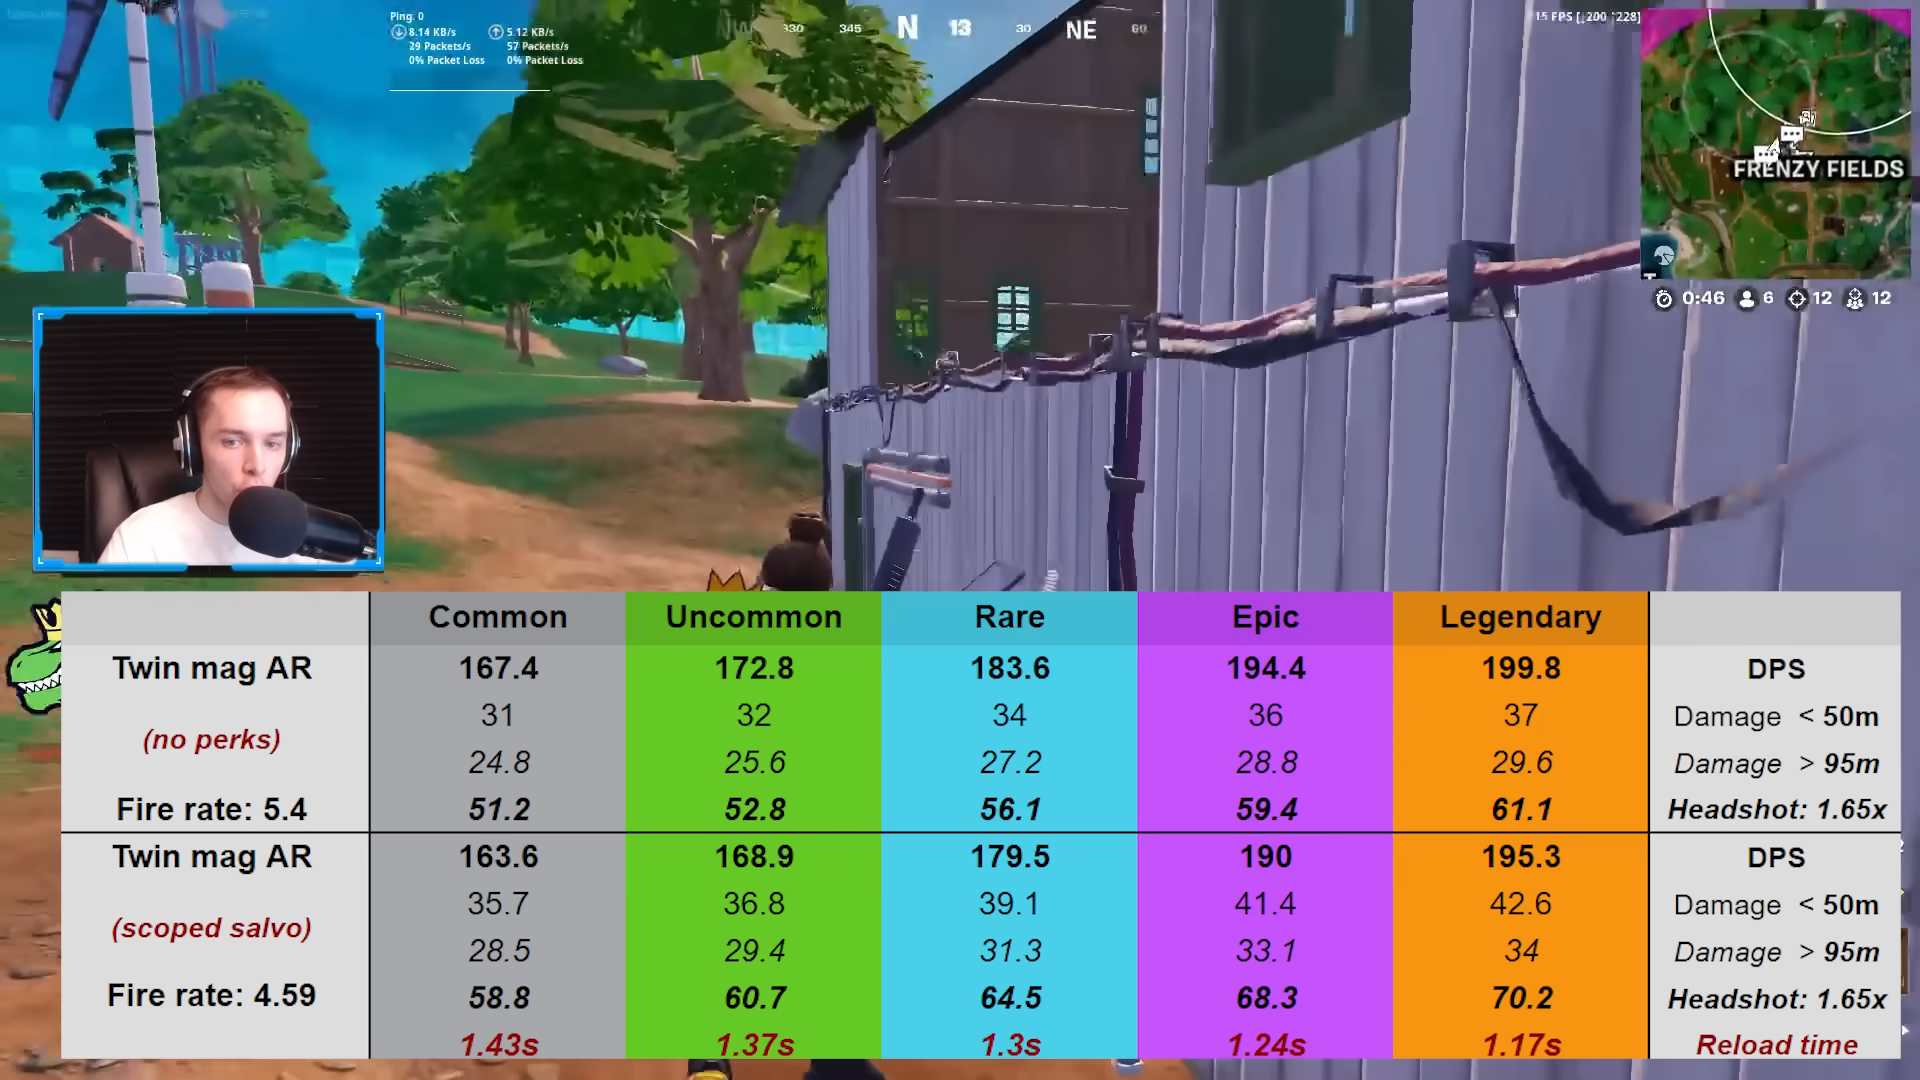 Ping: 0
8.14 KB/s 5.12 KB/s
29 Packets/s 57 Packets/s
0% Packet Loss 0% Packet Loss
NW 330 345 N 13 30 NE 60
15 FPS [↓200 ↑228]
FRENZY FIELDS
0:46 6 12 12
Common Uncommon Rare Epic Legendary
Twin mag AR 167.4 172.8 183.6 194.4 199.8 DPS
31 32 34 36 37 Damage < 50m
(no perks)
24.8 25.6 27.2 28.8 29.6 Damage > 95m
Fire rate: 5.4 51.2 52.8 56.1 59.4 61.1 Headshot: 1.65x
Twin mag AR 163.6 168.9 179.5 190 195.3 DPS
35.7 36.8 39.1 41.4 42.6 Damage < 50m
(scoped salvo)
28.5 29.4 31.3 33.1 34 Damage > 95m
Fire rate: 4.59 58.8 60.7 64.5 68.3 70.2 Headshot: 1.65x
1.43s 1.37s 1.3s 1.24s 1.17s Reload time